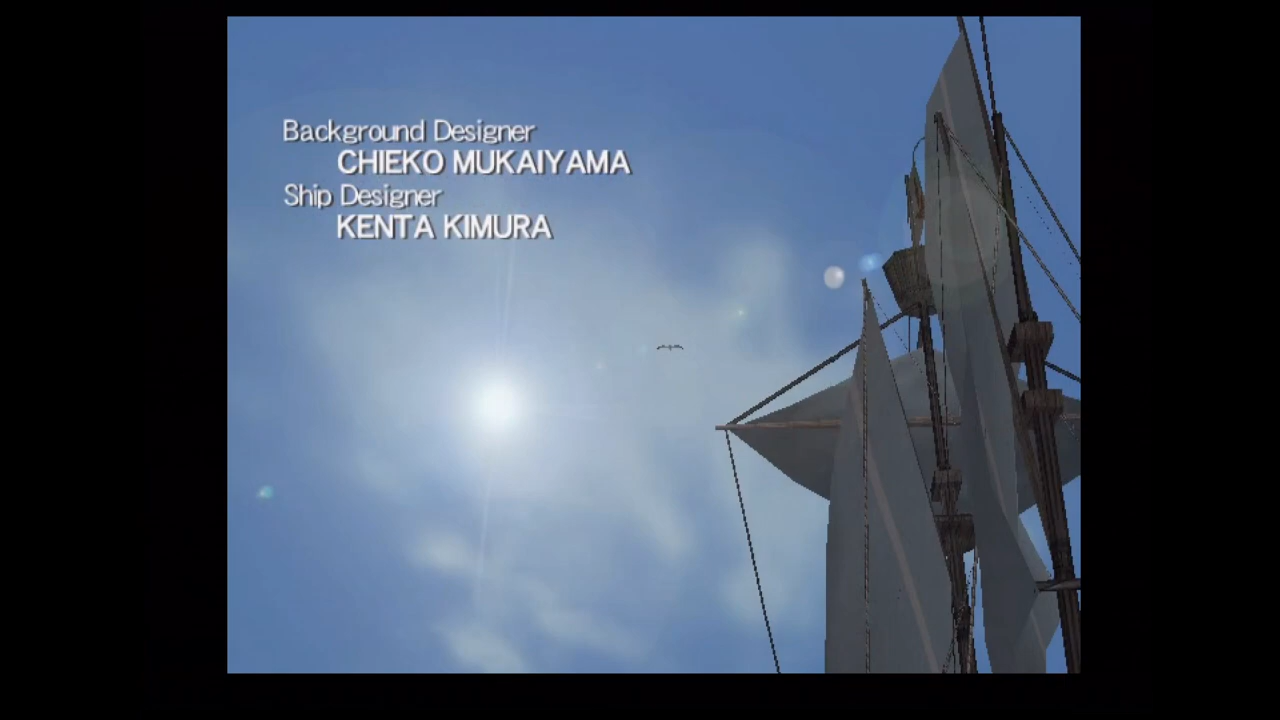 Background Designer
CHIEKO MUKAIYAMA
Ship Designer
KENTA KIMURA